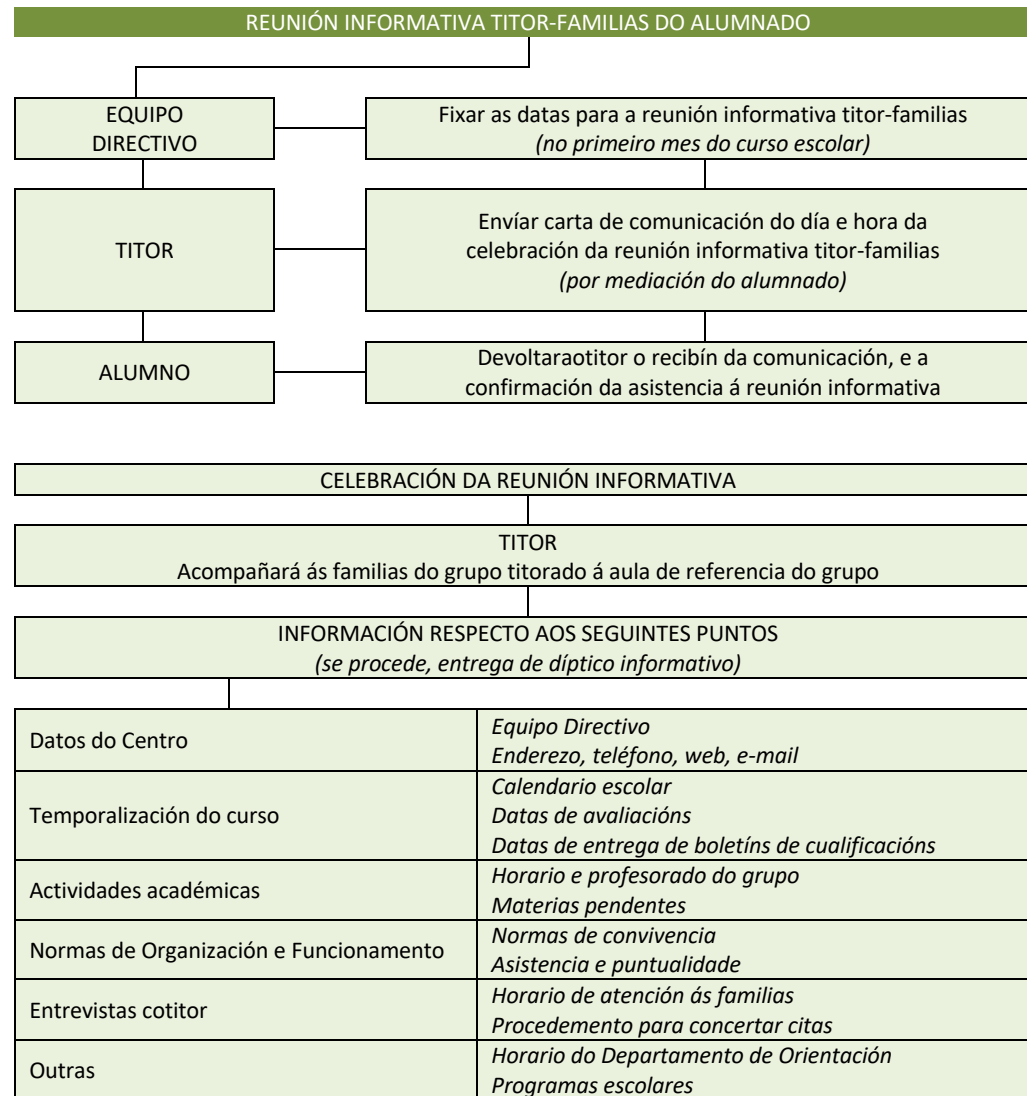 REUNIÓN INFORMATIVA TITOR-FAMILIAS DO ALUMNADO
EQUIPO
DIRECTIVO
Fixar as datas para a reunión informativa titor-familias
(no primeiro mes do curso escolar)
TITOR
Envíar carta de comunicación do día e hora da
celebración da reunión informativa titor-familias
(por mediación do alumnado)
ALUMNO
Devoltaraotitor o recibín da comunicación, e a
confirmación da asistencia á reunión informativa
CELEBRACIÓN DA REUNIÓN INFORMATIVA
TITOR
Acompañará ás familias do grupo titorado á aula de referencia do grupo
INFORMACIÓN RESPECTO AOS SEGUINTES PUNTOS
(se procede, entrega de díptico informativo)
Datos do Centro
Equipo Directivo
Enderezo, teléfono, web, e-mail
Temporalización do curso
Calendario escolar
Datas de avaliacións
Datas de entrega de boletíns de cualificacións
Actividades académicas
Horario e profesorado do grupo
Materias pendentes
Normas de Organización e Funcionamento
Normas de convivencia
Asistencia e puntualidade
Entrevistas cotitor
Horario de atención ás familias
Procedemento para concertar citas
Outras
Horario do Departamento de Orientación
Programas escolares